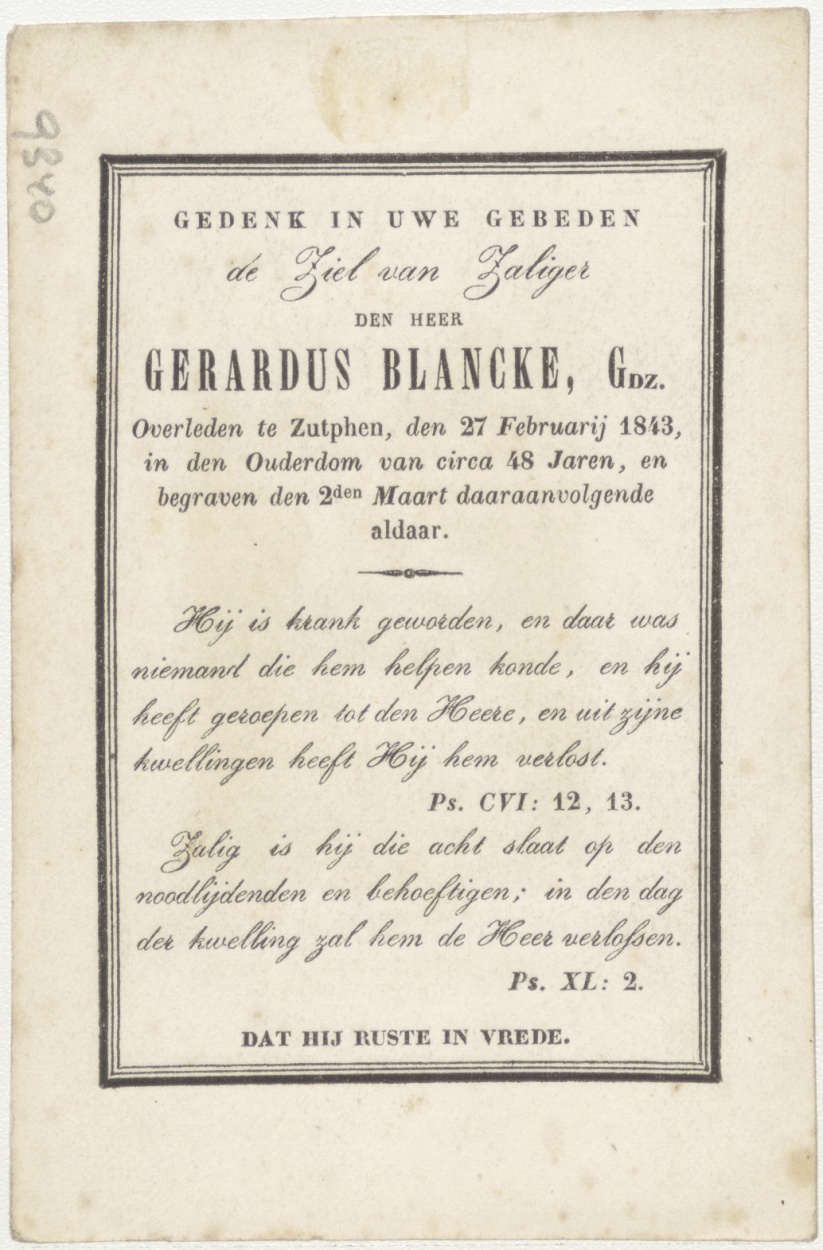 9840
GEDENK IN UWE GEBEDEN
de Ziel van Zaliger
DEN HEER
GERARDUS BLANCKE, GDZ.
Overleden te Zutphen, den 27 Februarij 1843,
in den Ouderdom van circa 48 Jaren, en
begraven den 2den Maart daaraanvolgende
aldaar.
Hij is krank geworden, en daar was
niemand die hem helpen konde, en hij
heeft geroepen tot den Heere, en uit zijne
kwellingen heeft Hij hem verlost.
Ps. CVI: 12, 13.
Zalig is hij die acht slaat op den
noodlijdenden en behoeftigen; in den dag
der kwelling zal hem de Heer verloſsen.
Ps. XL: 2.
DAT HIJ RUSTE IN VREDE.